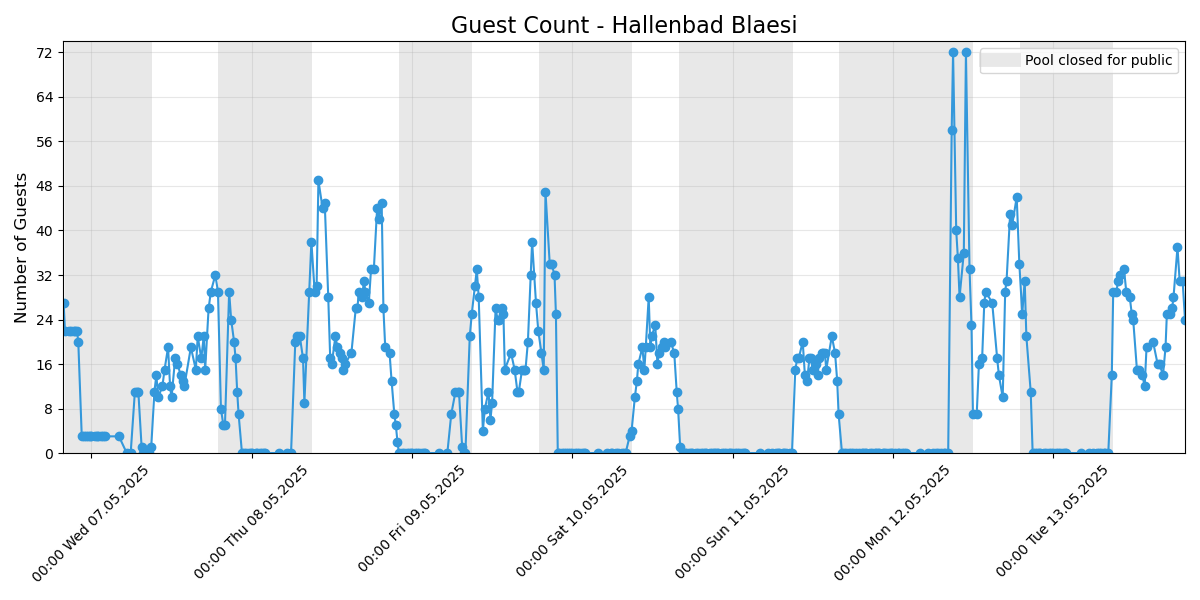 Guest Count - Hallenbad Blaesi
Pool closed for public
Number of Guests
72
64
56
48
40
32
24
16
8
0
00:00 Wed 07.05.2025
00:00 Thu 08.05.2025
00:00 Fri 09.05.2025
00:00 Sat 10.05.2025
00:00 Sun 11.05.2025
00:00 Mon 12.05.2025
00:00 Tue 13.05.2025